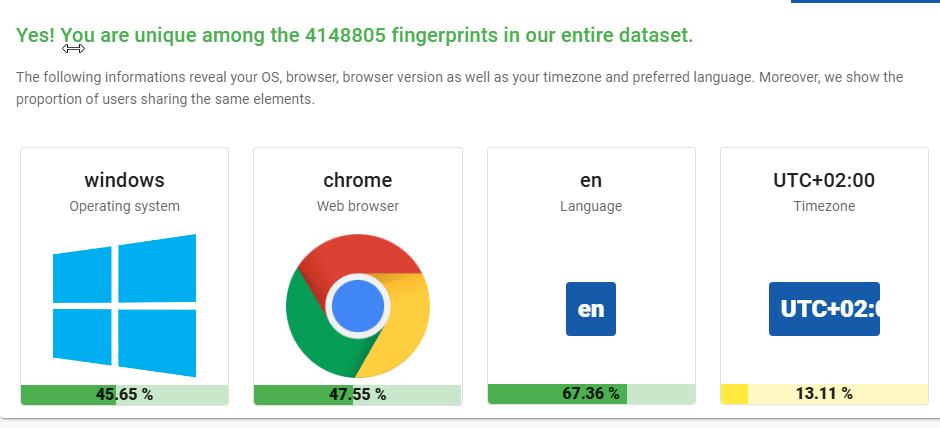 Yes! You are unique among the 4148805 fingerprints in our entire dataset.
The following informations reveal your OS, browser, browser version as well as your timezone and preferred language. Moreover, we show the
proportion of users sharing the same elements.
windows
Operating system
45.65 %
chrome
Web browser
47.55 %
en
Language
en
67.36 %
UTC+02:00
Timezone
UTC+02:0
13.11 %